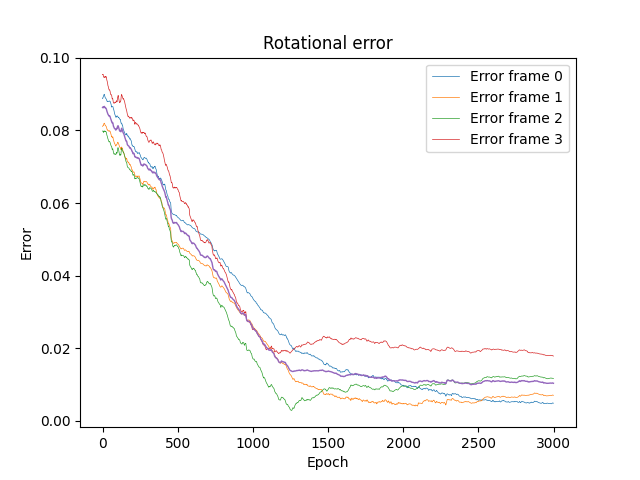 Rotational error
0.10
0.08
0.06
0.04
0.02
0.00
Error
Error frame 0
Error frame 1
Error frame 2
Error frame 3
0
500
1000
1500
2000
2500
3000
Epoch